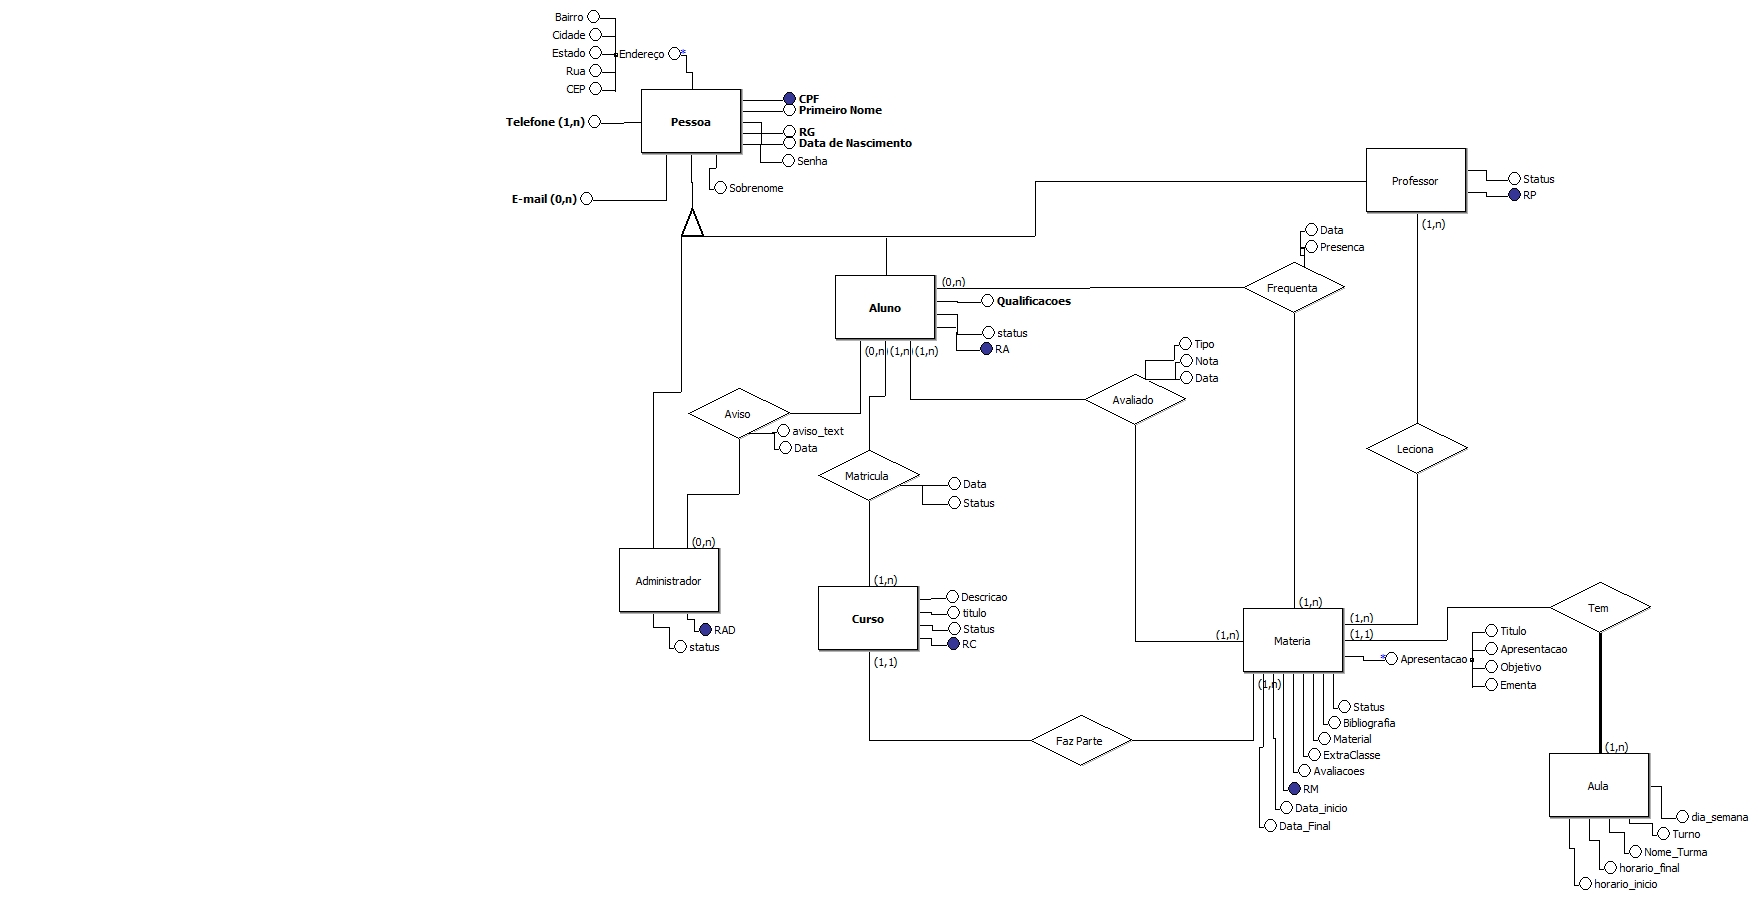 Bairro
Cidade
Estado
Rua
CEP
Endereço *
Pessoa
Telefone (1,n)
E-mail (0,n)
CPF
Primeiro Nome
RG
Data de Nascimento
Senha
Sobrenome
Professor
Status
RP
(1,n)
Data
Presenca
Frequenta
(0,n)
Aluno
Qualificacoes
status
RA
(0,n)
(1,n)
(1,n)
Tipo
Nota
Data
Avaliado
Aviso
aviso_text
Data
Leciona
Matricula
Data
Status
(0,n)
Administrador
RAD
status
(1,n)
Curso
Descricao
titulo
Status
RC
(1,1)
Faz Parte
(1,n)
(1,n)
Materia
(1,n)
(1,1)
* Apresentacao
Titulo
Apresentacao
Objetivo
Ementa
(1,n)
Status
Bibliografia
Material
ExtraClasse
Avaliacoes
RM
Data_inicio
Data_Final
Tem
(1,n)
Aula
dia_semana
Turno
Nome_Turma
horario_final
horario_inicio